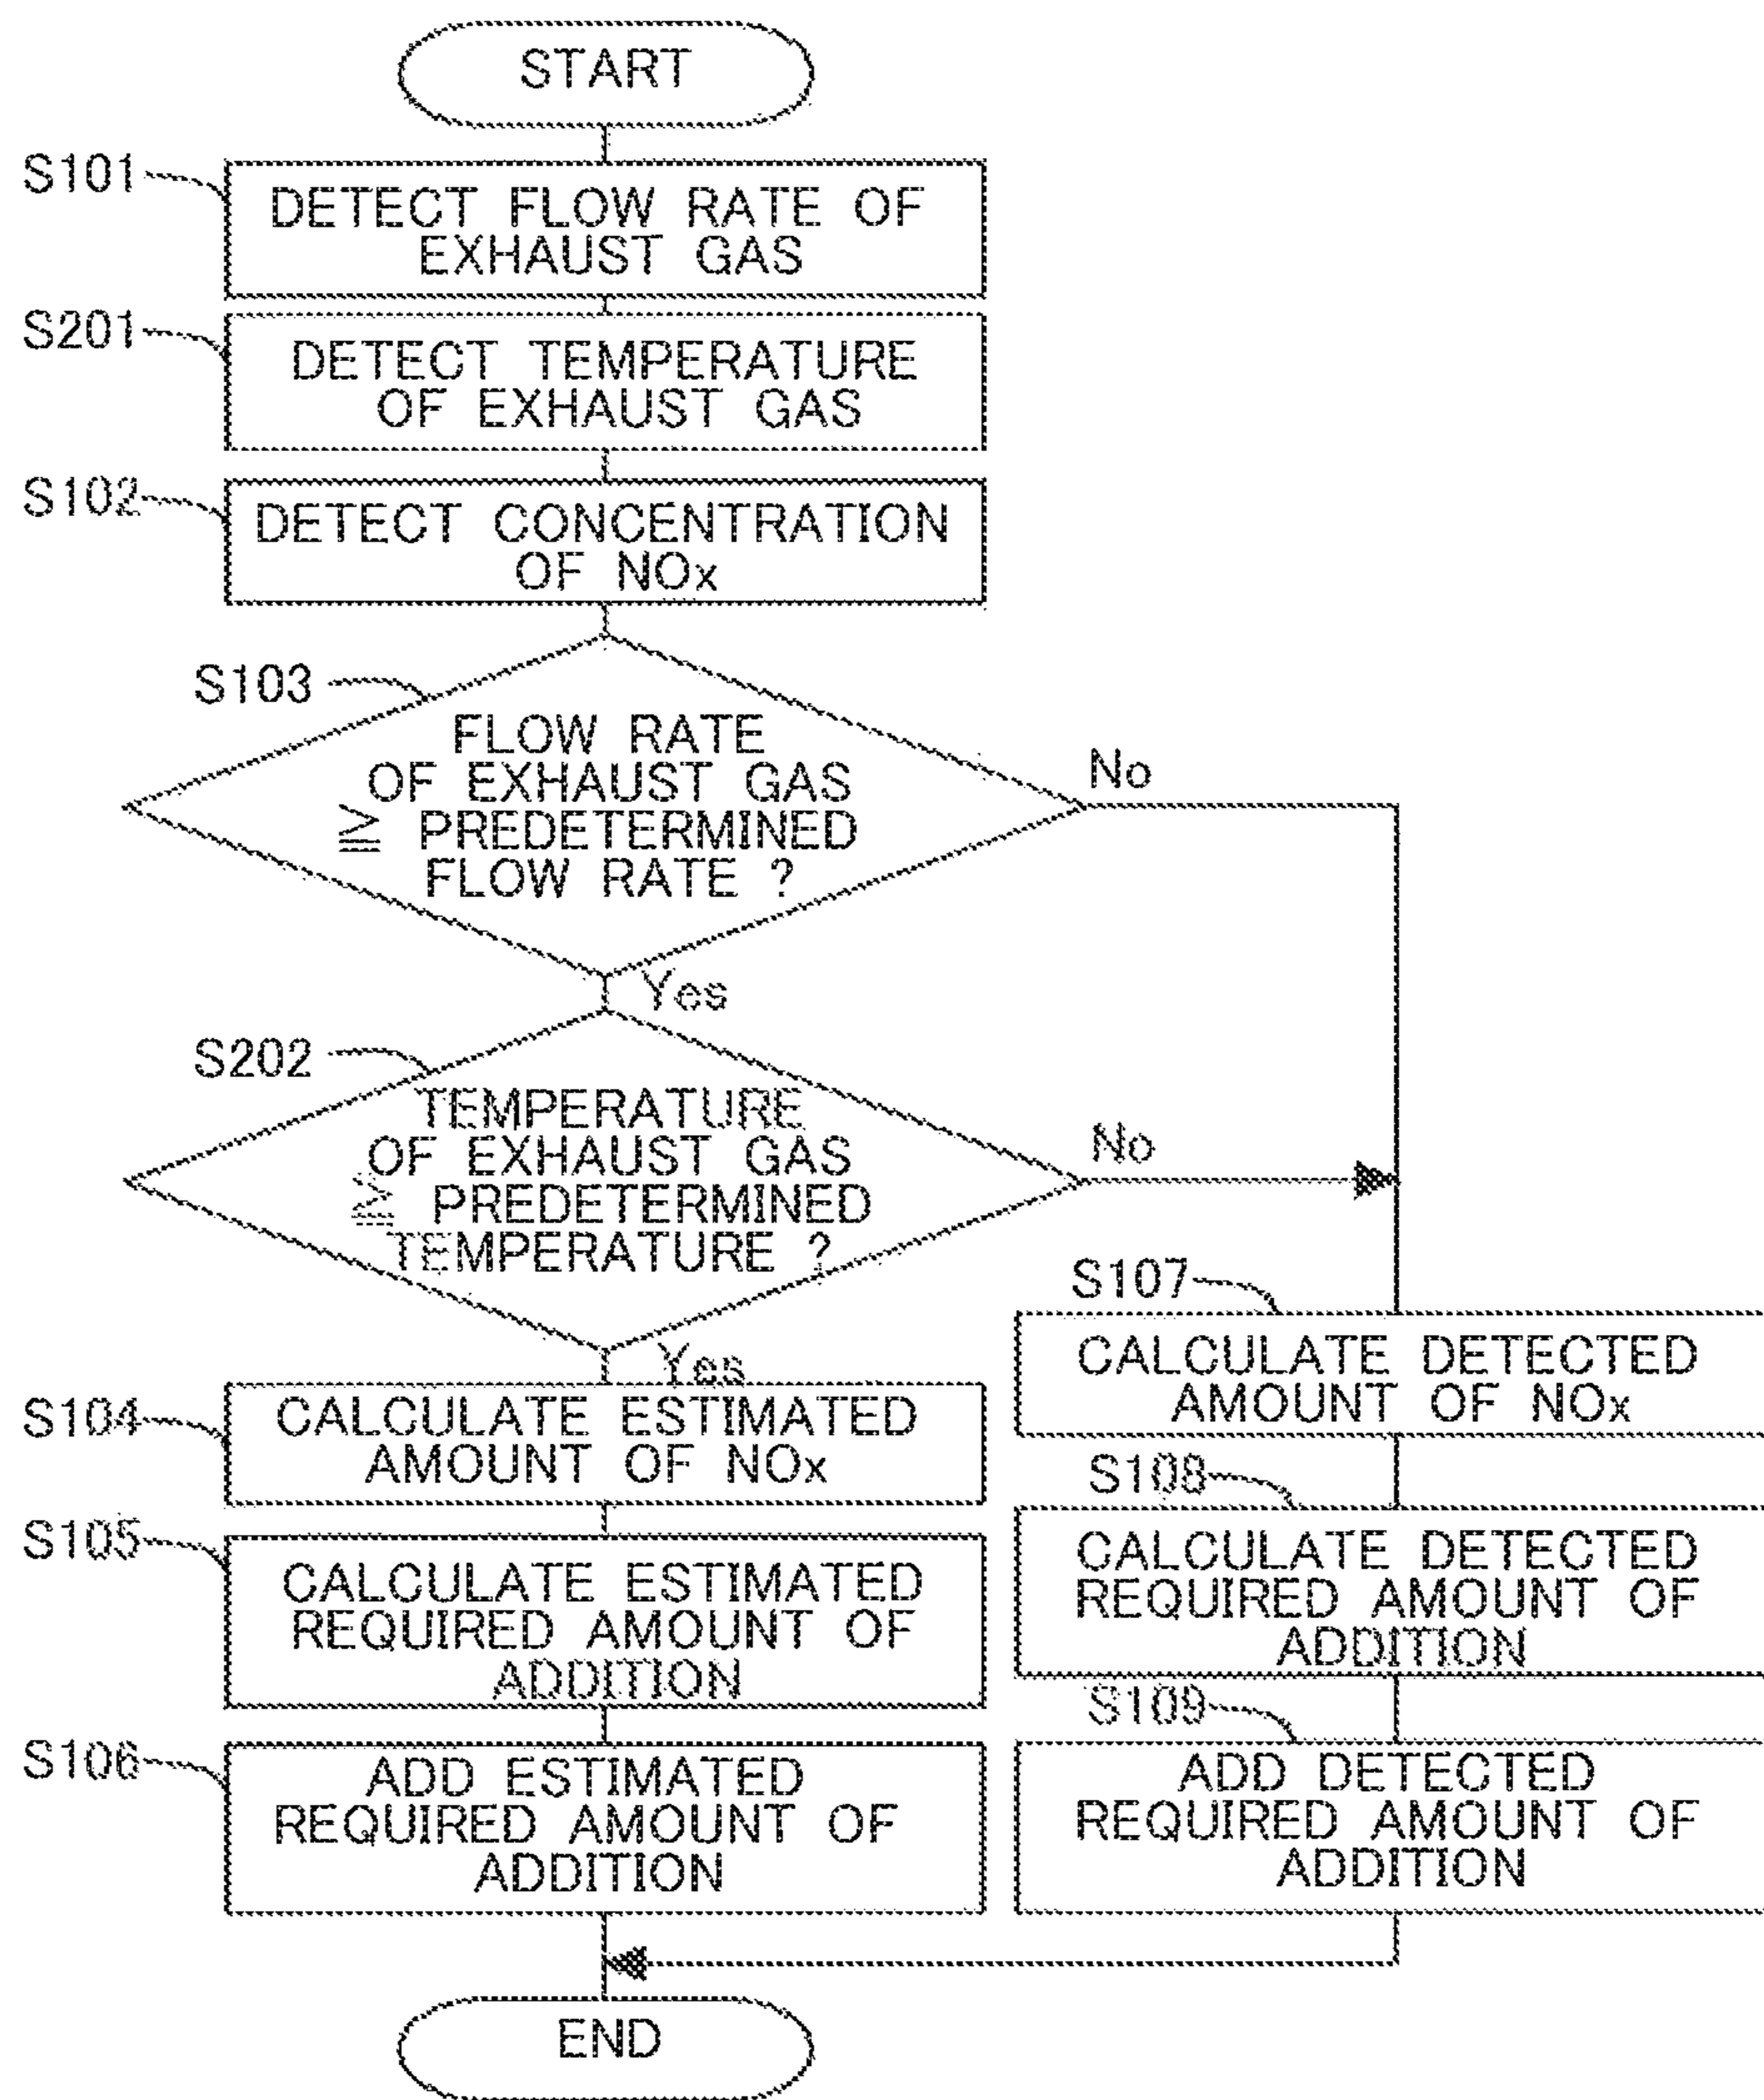 START
S101
DETECT FLOW RATE OF
EXHAUST GAS
S201
DETECT TEMPERATURE
OF EXHAUST GAS
S102
DETECT CONCENTRATION
OF NOx
S103
FLOW RATE
OF EXHAUST GAS
≧ PREDETERMINED
FLOW RATE ?
No
Yes
S202
TEMPERATURE
OF EXHAUST GAS
≧ PREDETERMINED
TEMPERATURE ?
No
Yes
S104
CALCULATE ESTIMATED
AMOUNT OF NOx
S105
CALCULATE ESTIMATED
REQUIRED AMOUNT OF
ADDITION
S106
ADD ESTIMATED
REQUIRED AMOUNT OF
ADDITION
S107
CALCULATE DETECTED
AMOUNT OF NOx
S108
CALCULATE DETECTED
REQUIRED AMOUNT OF
ADDITION
S109
ADD DETECTED
REQUIRED AMOUNT OF
ADDITION
END